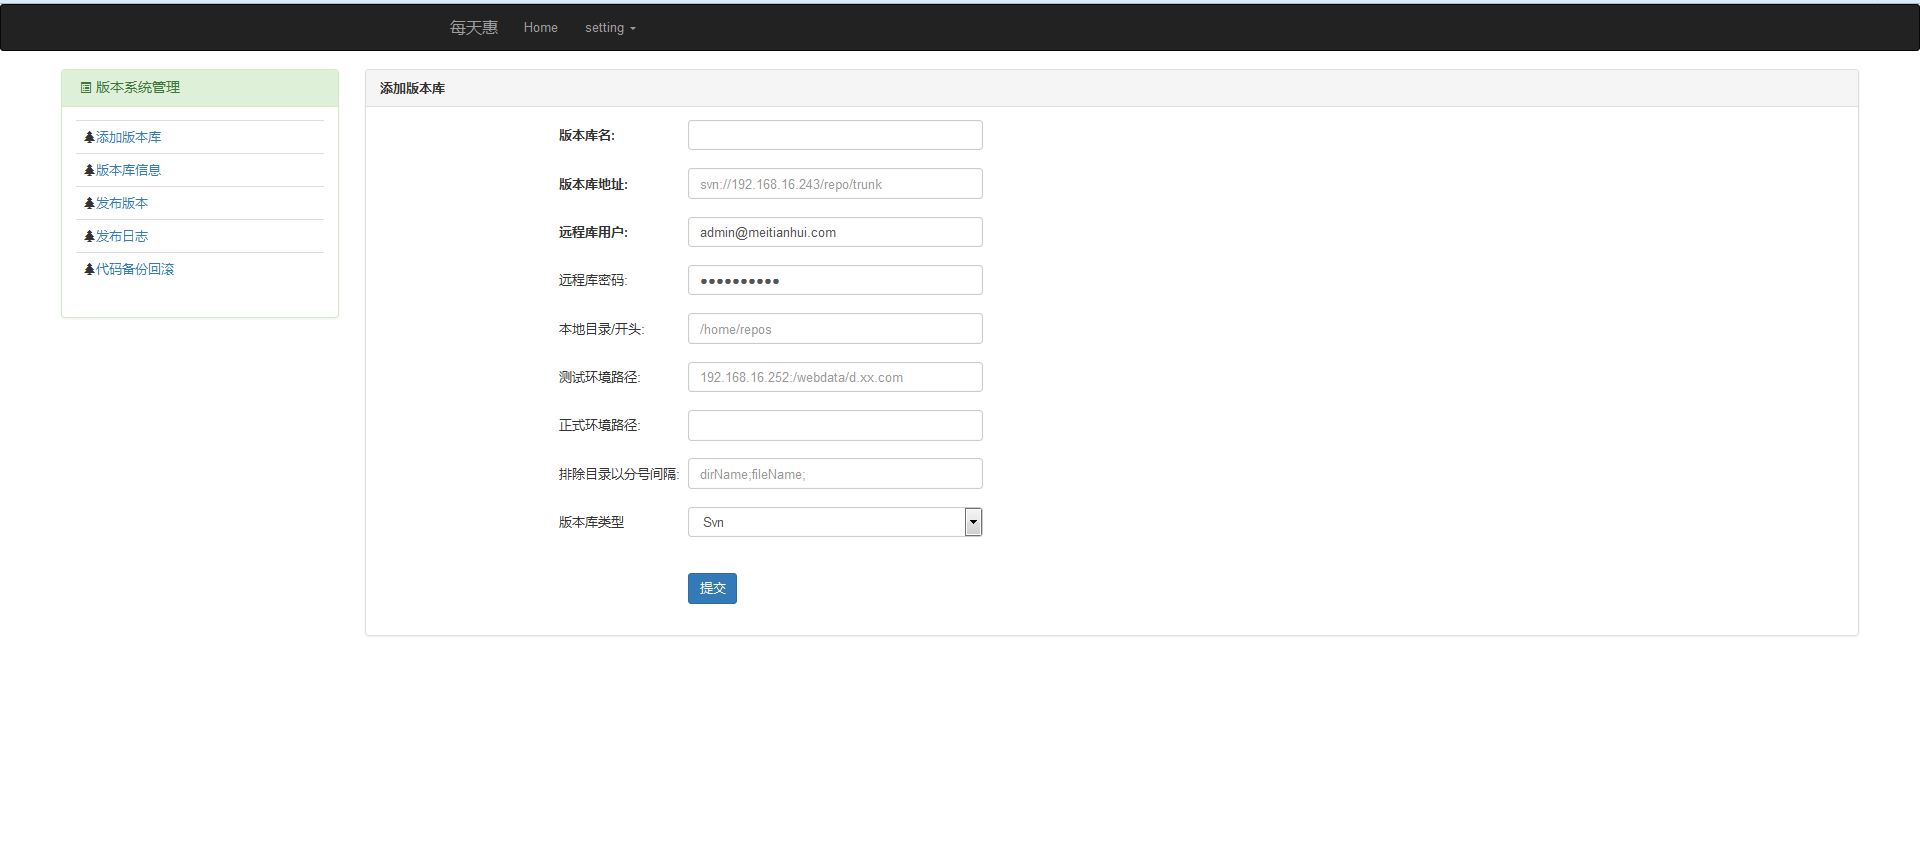 每天惠 Home setting
版本系统管理
添加版本库
版本库信息
发布版本
发布日志
代码备份回滚
添加版本库
版本库名:
版本库地址: svn://192.168.16.243/repo/trunk
远程库用户: admin@meitianhui.com
远程库密码: ●●●●●●●●●●
本地目录/开头: /home/repos
测试环境路径: 192.168.16.252:/webdata/d.xx.com
正式环境路径:
排除目录以分号间隔: dirName;fileName;
版本库类型 Svn
提交